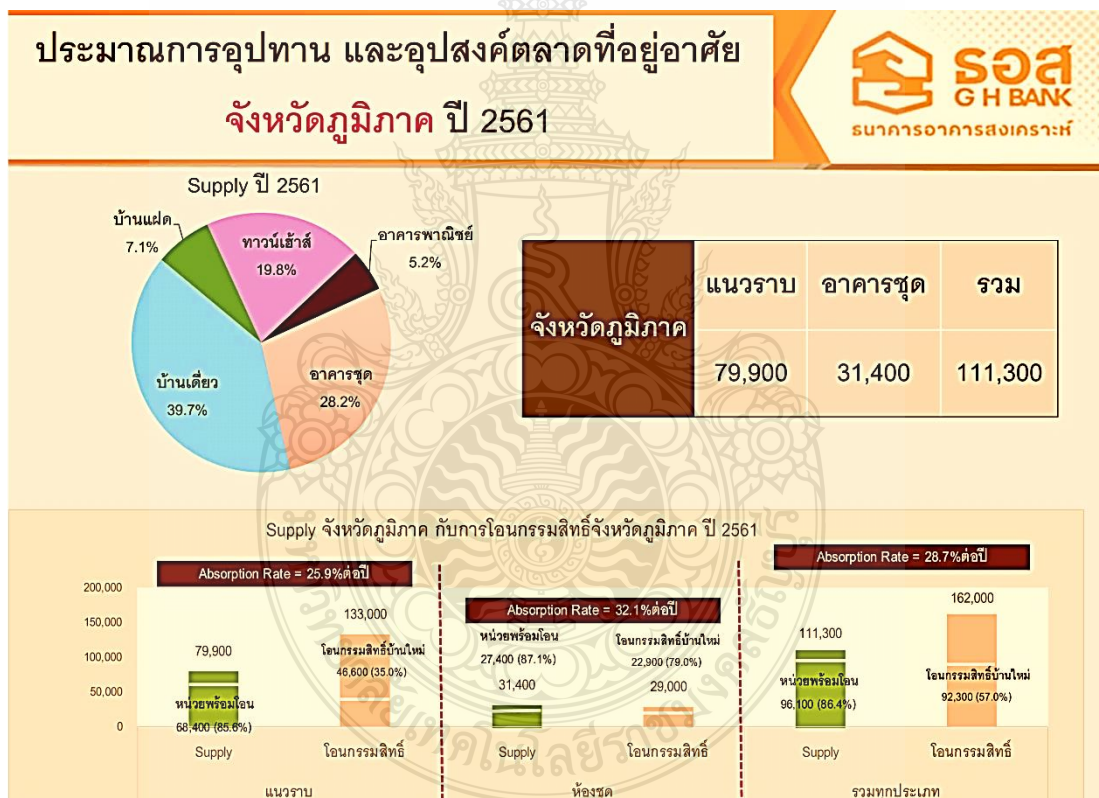 ประมาณการอุปทาน และอุปสงค์ตลาดที่อยู่อาศัย
จังหวัดภูมิภาค ปี 2561
ธอส
G H BANK
ธนาคารอาคารสงเคราะห์
Supply ปี 2561
บ้านแฝด
7.1%
ทาวน์เฮ้าส์
19.8%
อาคารพาณิชย์
5.2%
บ้านเดี่ยว
39.7%
อาคารชุด
28.2%
จังหวัดภูมิภาค
แนวราบ อาคารชุด รวม
79,900 31,400 111,300
Supply จังหวัดภูมิภาค กับการโอนกรรมสิทธิ์จังหวัดภูมิภาค ปี 2561
Absorption Rate = 25.9%ต่อปี
200,000
150,000
100,000
50,000
0
79,900
หน่วยพร้อมโอน
68,400 (85.6%)
Supply
133,000
โอนกรรมสิทธิ์บ้านใหม่
46,600 (35.0%)
โอนกรรมสิทธิ์
แนวราบ
Absorption Rate = 32.1%ต่อปี
หน่วยพร้อมโอน
27,400 (87.1%)
31,400
Supply
โอนกรรมสิทธิ์บ้านใหม่
22,900 (79.0%)
29,000
โอนกรรมสิทธิ์
ห้องชุด
Absorption Rate = 28.7%ต่อปี
111,300
หน่วยพร้อมโอน
96,100 (86.4%)
Supply
162,000
โอนกรรมสิทธิ์บ้านใหม่
92,300 (57.0%)
โอนกรรมสิทธิ์
รวมทุกประเภท